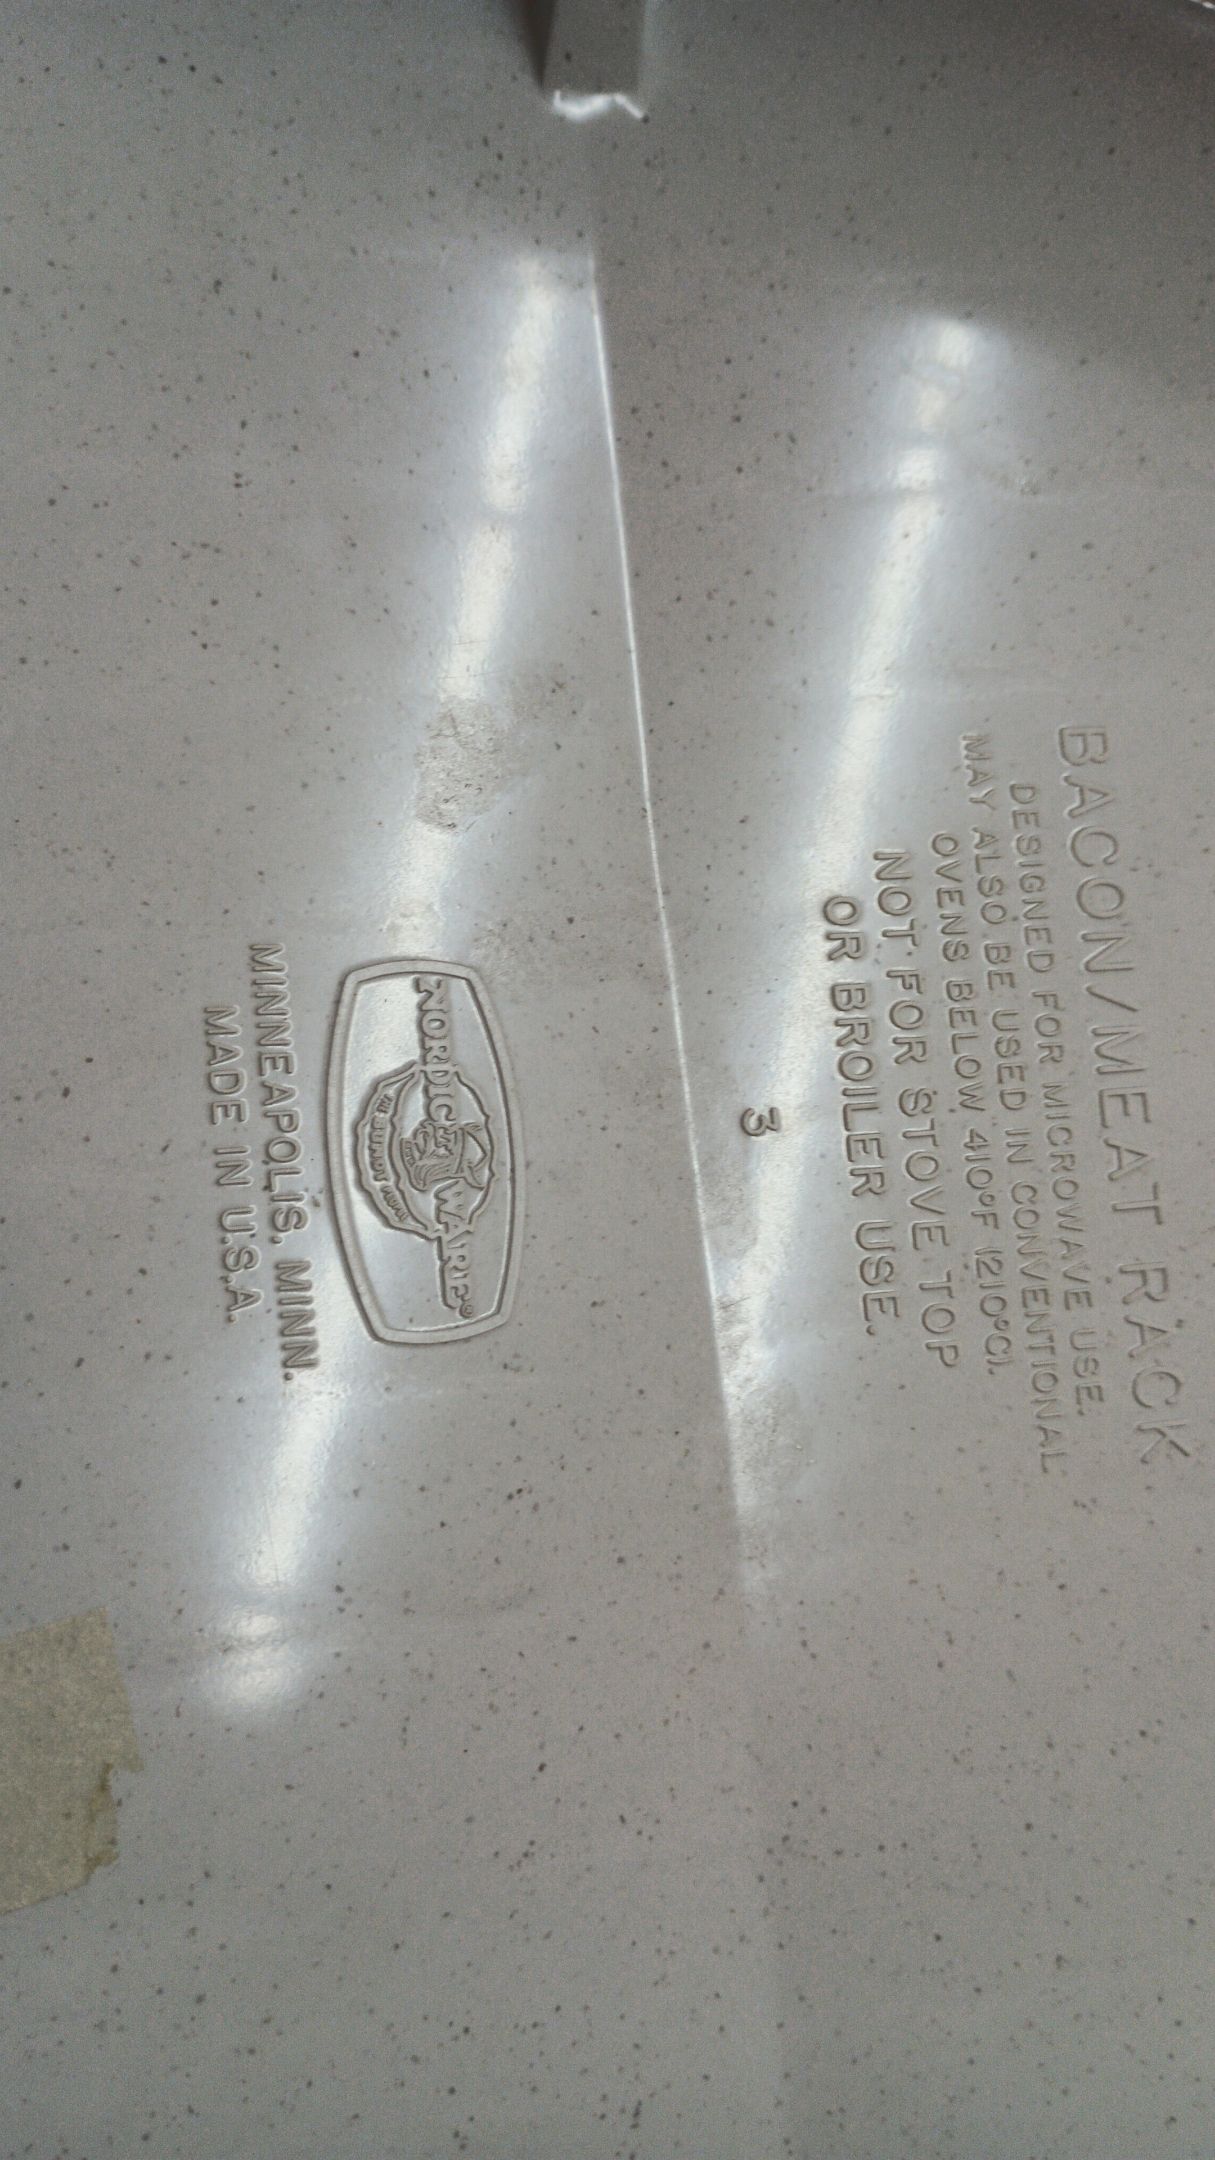 BACON/MEAT RACK
DESIGNED FOR MICROWAVE USE.
MAY ALSO BE USED IN CONVENTIONAL
OVENS BELOW 410°F (210°C).
NOT FOR STOVE TOP
OR BROILER USE.
3
NORDIC WARE®
MINNEAPOLIS, MINN.
MADE IN U.S.A.